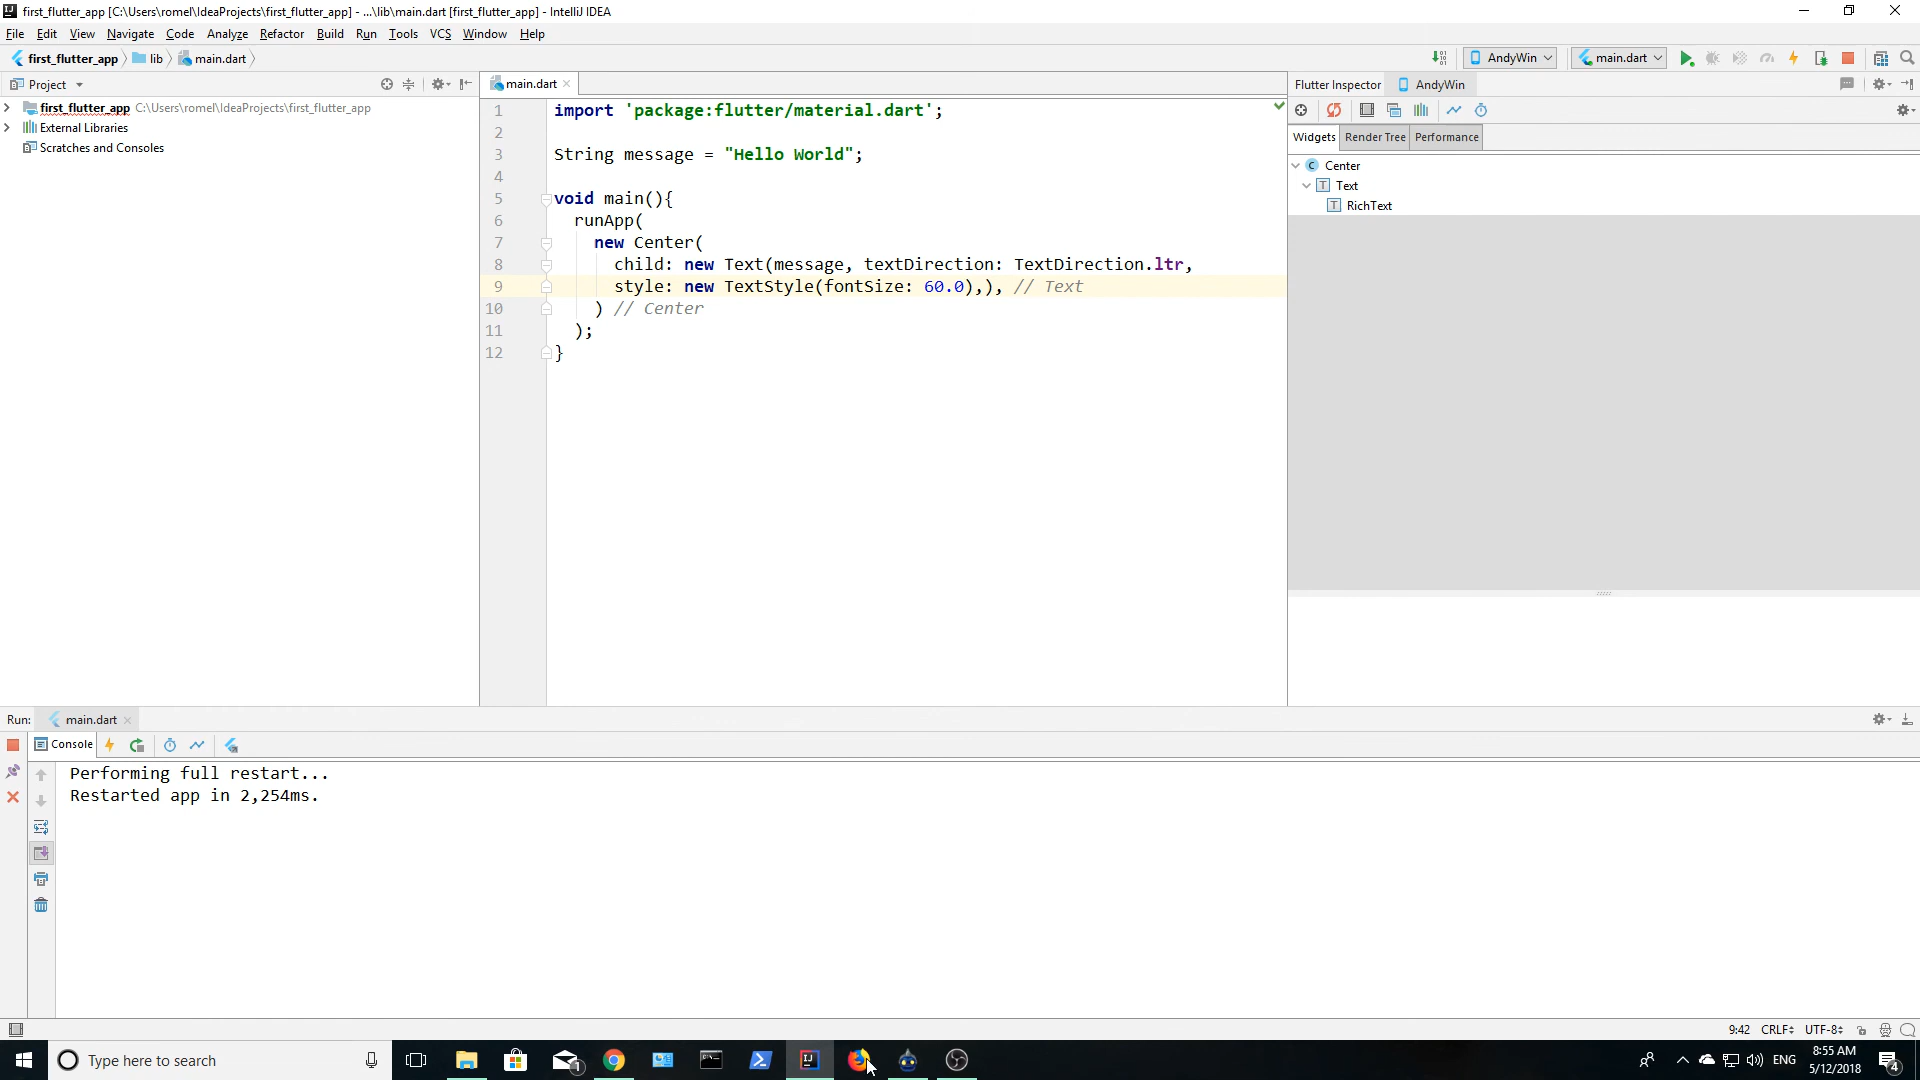 first_flutter_app [C:\Users\romel\IdeaProjects\first_flutter_app] - ...\lib\main.dart [first_flutter_app] - IntelliJ IDEA
File Edit View Navigate Code Analyze Refactor Build Run Tools VCS Window Help
first_flutter_app lib main.dart AndyWin main.dart
Project main.dart Flutter Inspector AndyWin
first_flutter_app C:\Users\romel\IdeaProjects\first_flutter_app
External Libraries
Scratches and Consoles
1 import 'package:flutter/material.dart';
2
3 String message = "Hello World";
4
5 void main(){
6 runApp(
7 new Center(
8 child: new Text(message, textDirection: TextDirection.ltr,
9 style: new TextStyle(fontSize: 60.0),), // Text
10 ) // Center
11 );
12 }
Widgets Render Tree Performance
C Center
T Text
T RichText
Run: main.dart
Console
Performing full restart...
Restarted app in 2,254ms.
9:42 CRLF UTF-8
Type here to search
1
IJ
ENG
8:55 AM
5/12/2018
4